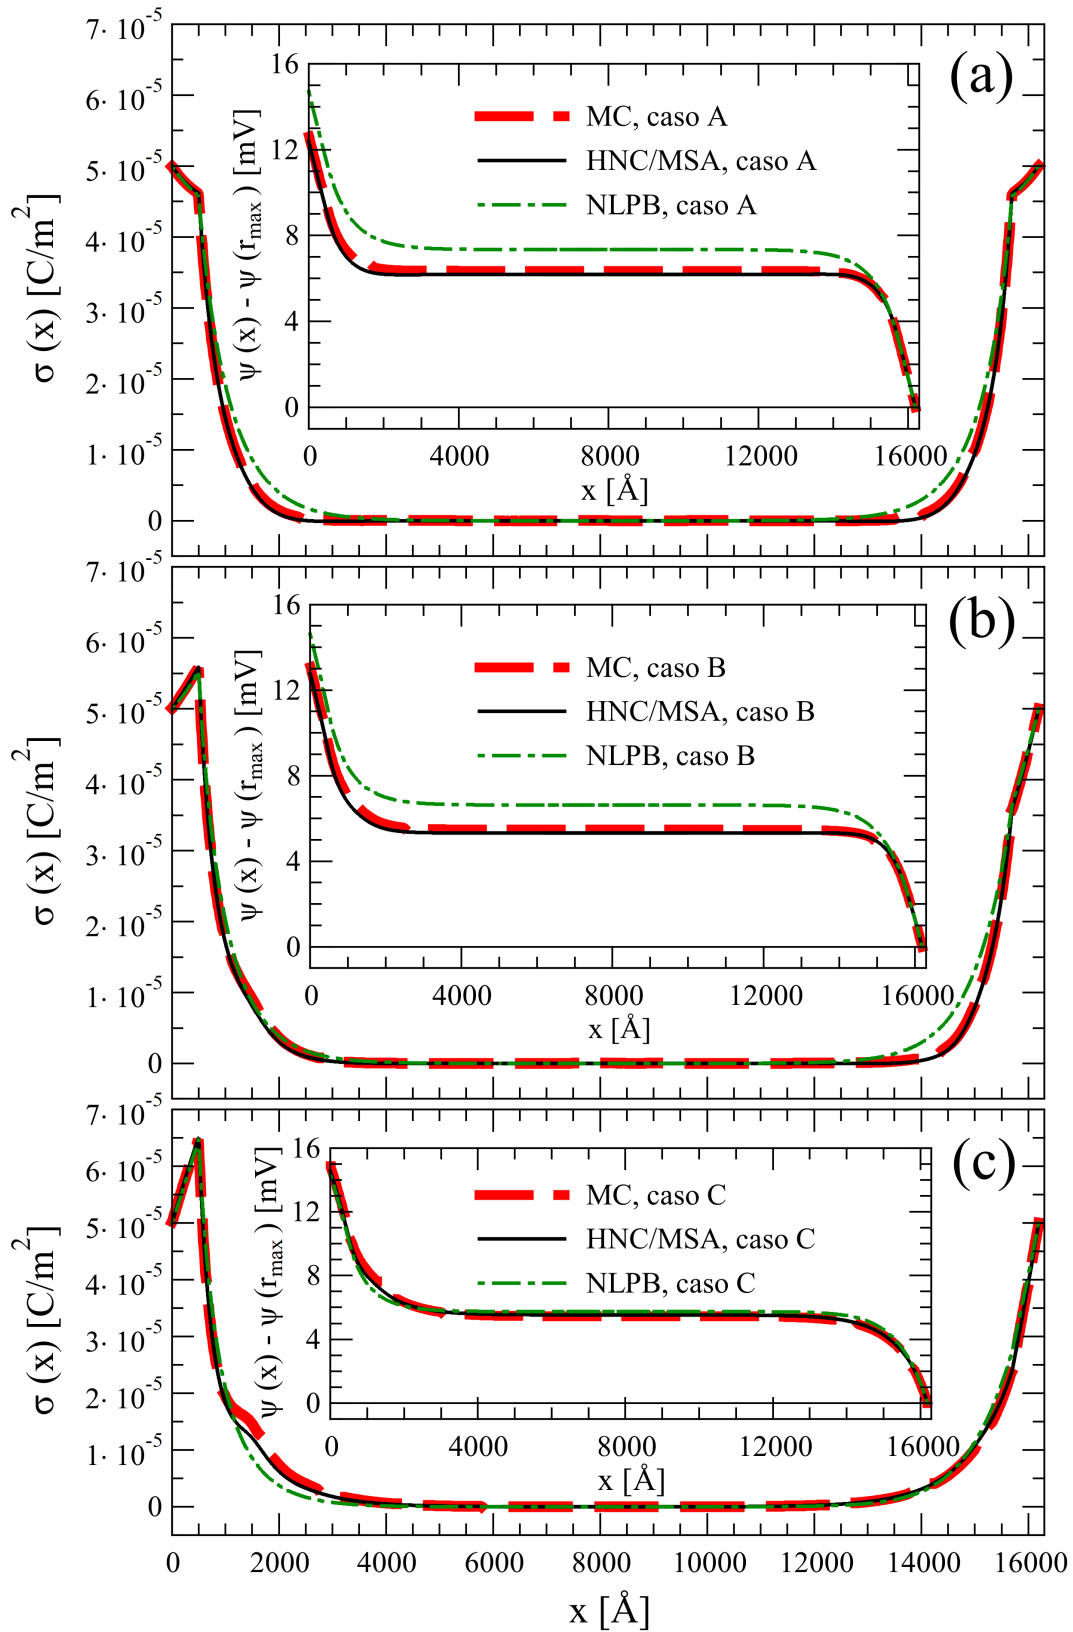 (a)
σ (x) [C/m²]
7· 10⁻⁵
6· 10⁻⁵
5· 10⁻⁵
4· 10⁻⁵
3· 10⁻⁵
2· 10⁻⁵
1· 10⁻⁵
0
-5
ψ (x) - ψ (r_max) [mV]
16
12
8
4
0
MC, caso A
HNC/MSA, caso A
NLPB, caso A
0 4000 8000 12000 16000
x [Å]
(b)
σ (x) [C/m²]
7· 10⁻⁵
6· 10⁻⁵
5· 10⁻⁵
4· 10⁻⁵
3· 10⁻⁵
2· 10⁻⁵
1· 10⁻⁵
0
-5
ψ (x) - ψ (r_max) [mV]
16
12
8
4
0
MC, caso B
HNC/MSA, caso B
NLPB, caso B
0 4000 8000 12000 16000
x [Å]
(c)
σ (x) [C/m²]
7· 10⁻⁵
6· 10⁻⁵
5· 10⁻⁵
4· 10⁻⁵
3· 10⁻⁵
2· 10⁻⁵
1· 10⁻⁵
0
ψ (x) - ψ (r_max) [mV]
16
12
8
4
0
MC, caso C
HNC/MSA, caso C
NLPB, caso C
0 4000 8000 12000 16000
x [Å]
0 2000 4000 6000 8000 10000 12000 14000 16000
x [Å]